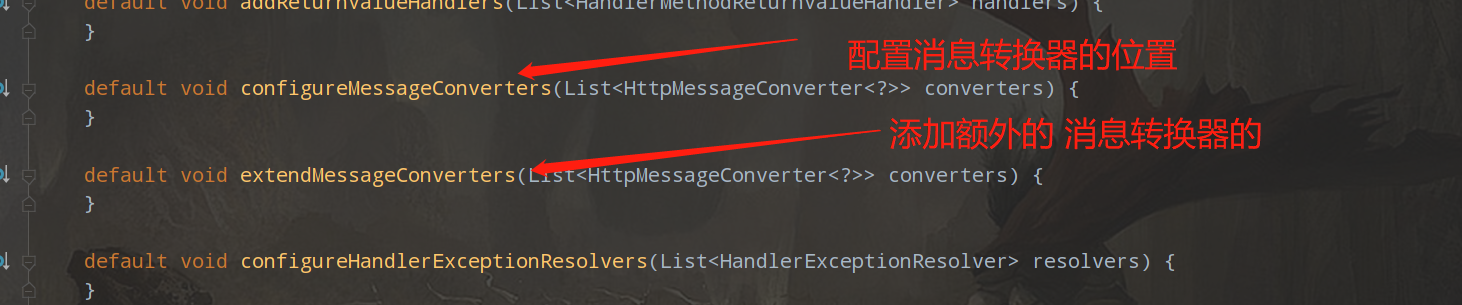 default void addReturnValueHandlers(List<HandlerMethodReturnValueHandler> handlers) {
}
配置消息转换器的位置
default void configureMessageConverters(List<HttpMessageConverter<?>> converters) {
}
添加额外的 消息转换器的
default void extendMessageConverters(List<HttpMessageConverter<?>> converters) {
}
default void configureHandlerExceptionResolvers(List<HandlerExceptionResolver> resolvers) {
}